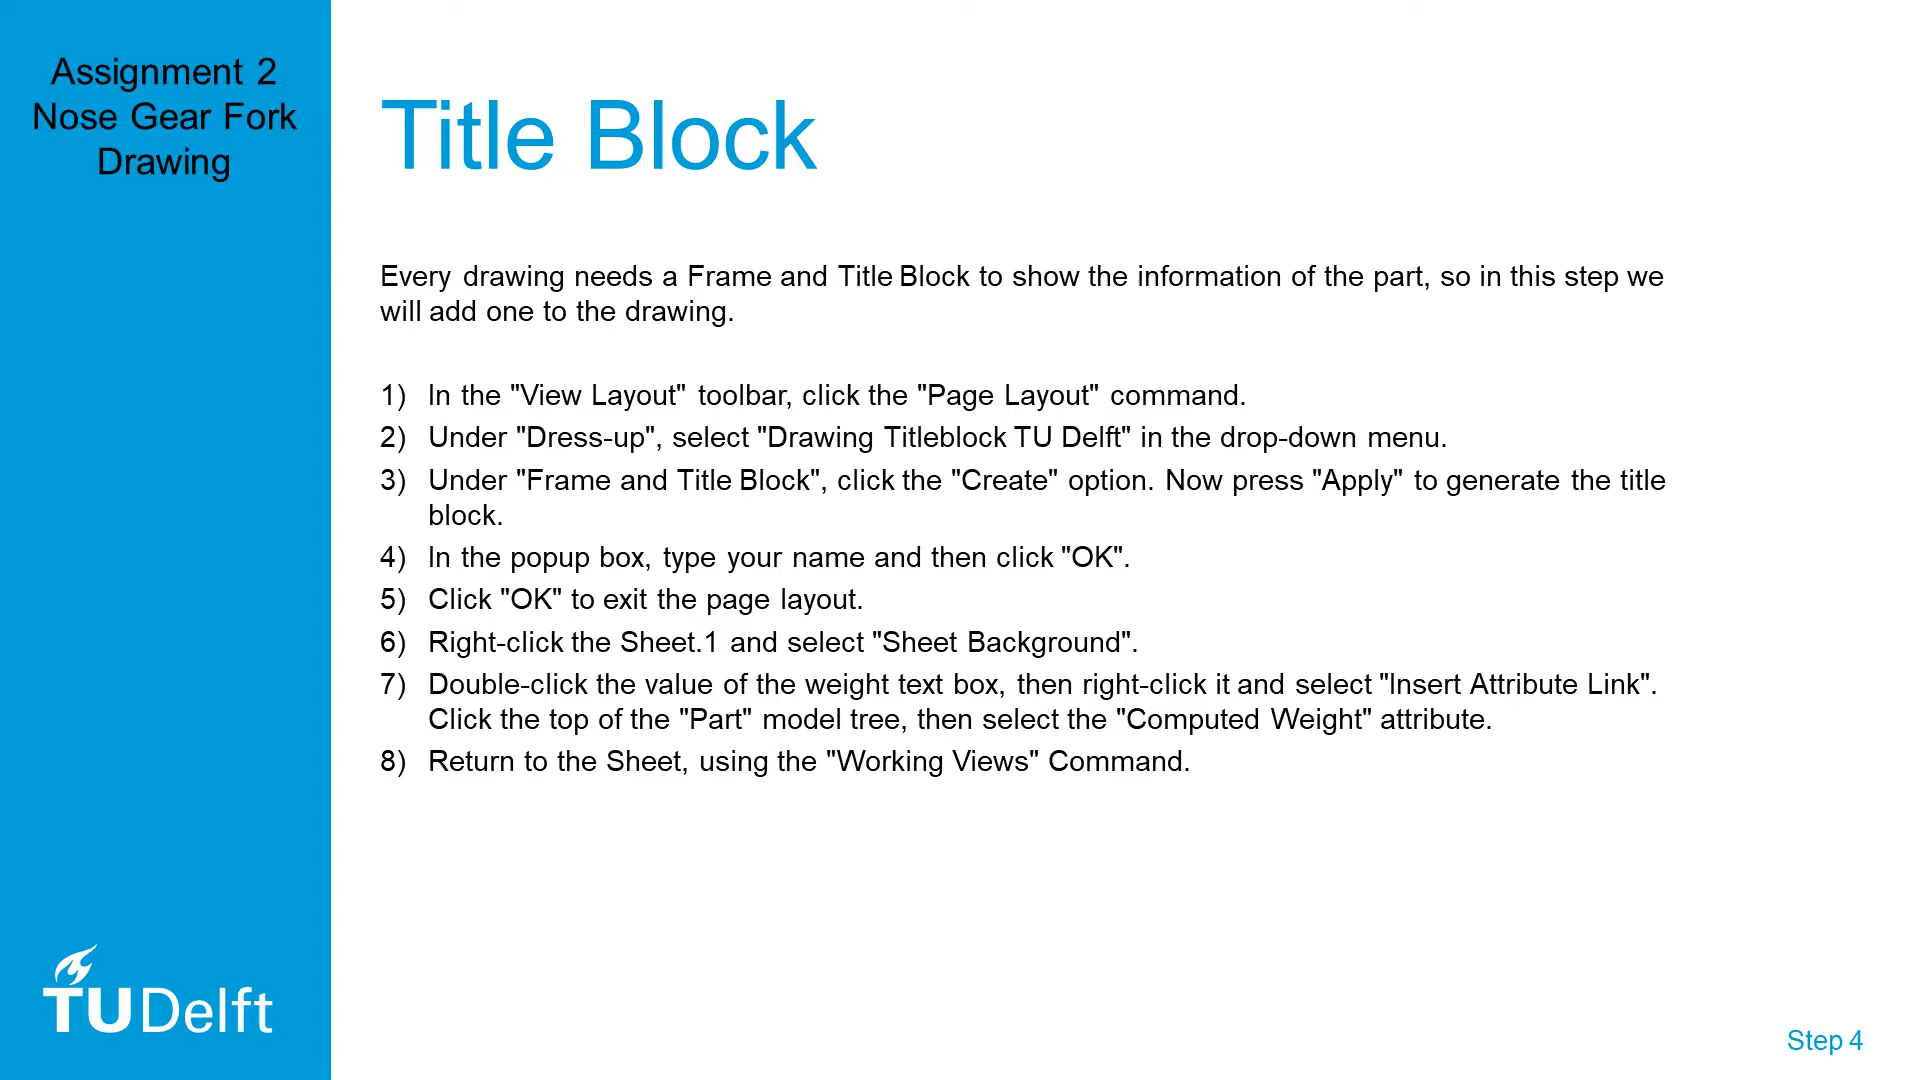 Assignment 2
Nose Gear Fork
Drawing
Title Block
Every drawing needs a Frame and Title Block to show the information of the part, so in this step we
will add one to the drawing.
1) In the "View Layout" toolbar, click the "Page Layout" command.
2) Under "Dress-up", select "Drawing Titleblock TU Delft" in the drop-down menu.
3) Under "Frame and Title Block", click the "Create" option. Now press "Apply" to generate the title
block.
4) In the popup box, type your name and then click "OK".
5) Click "OK" to exit the page layout.
6) Right-click the Sheet.1 and select "Sheet Background".
7) Double-click the value of the weight text box, then right-click it and select "Insert Attribute Link".
Click the top of the "Part" model tree, then select the "Computed Weight" attribute.
8) Return to the Sheet, using the "Working Views" Command.
TUDelft
Step 4